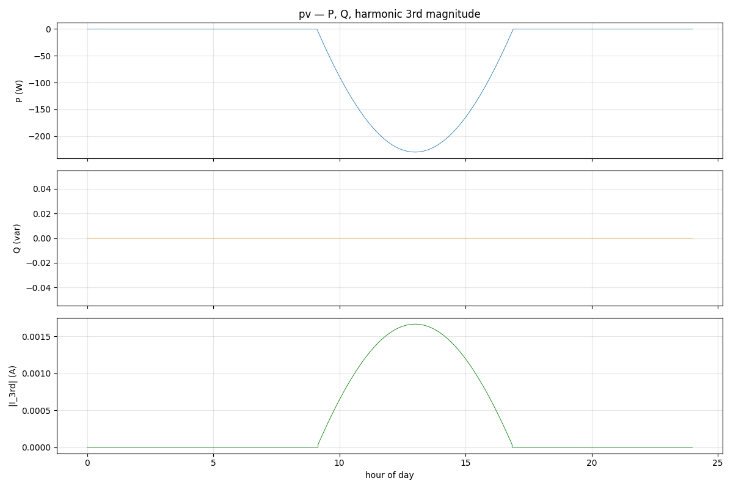 pv — P, Q, harmonic 3rd magnitude
0
−50
−100
−150
−200
P (W)
0.04
0.02
0.00
−0.02
−0.04
Q (var)
0.0015
0.0010
0.0005
0.0000
|I_3rd| (A)
0 5 10 15 20 25
hour of day